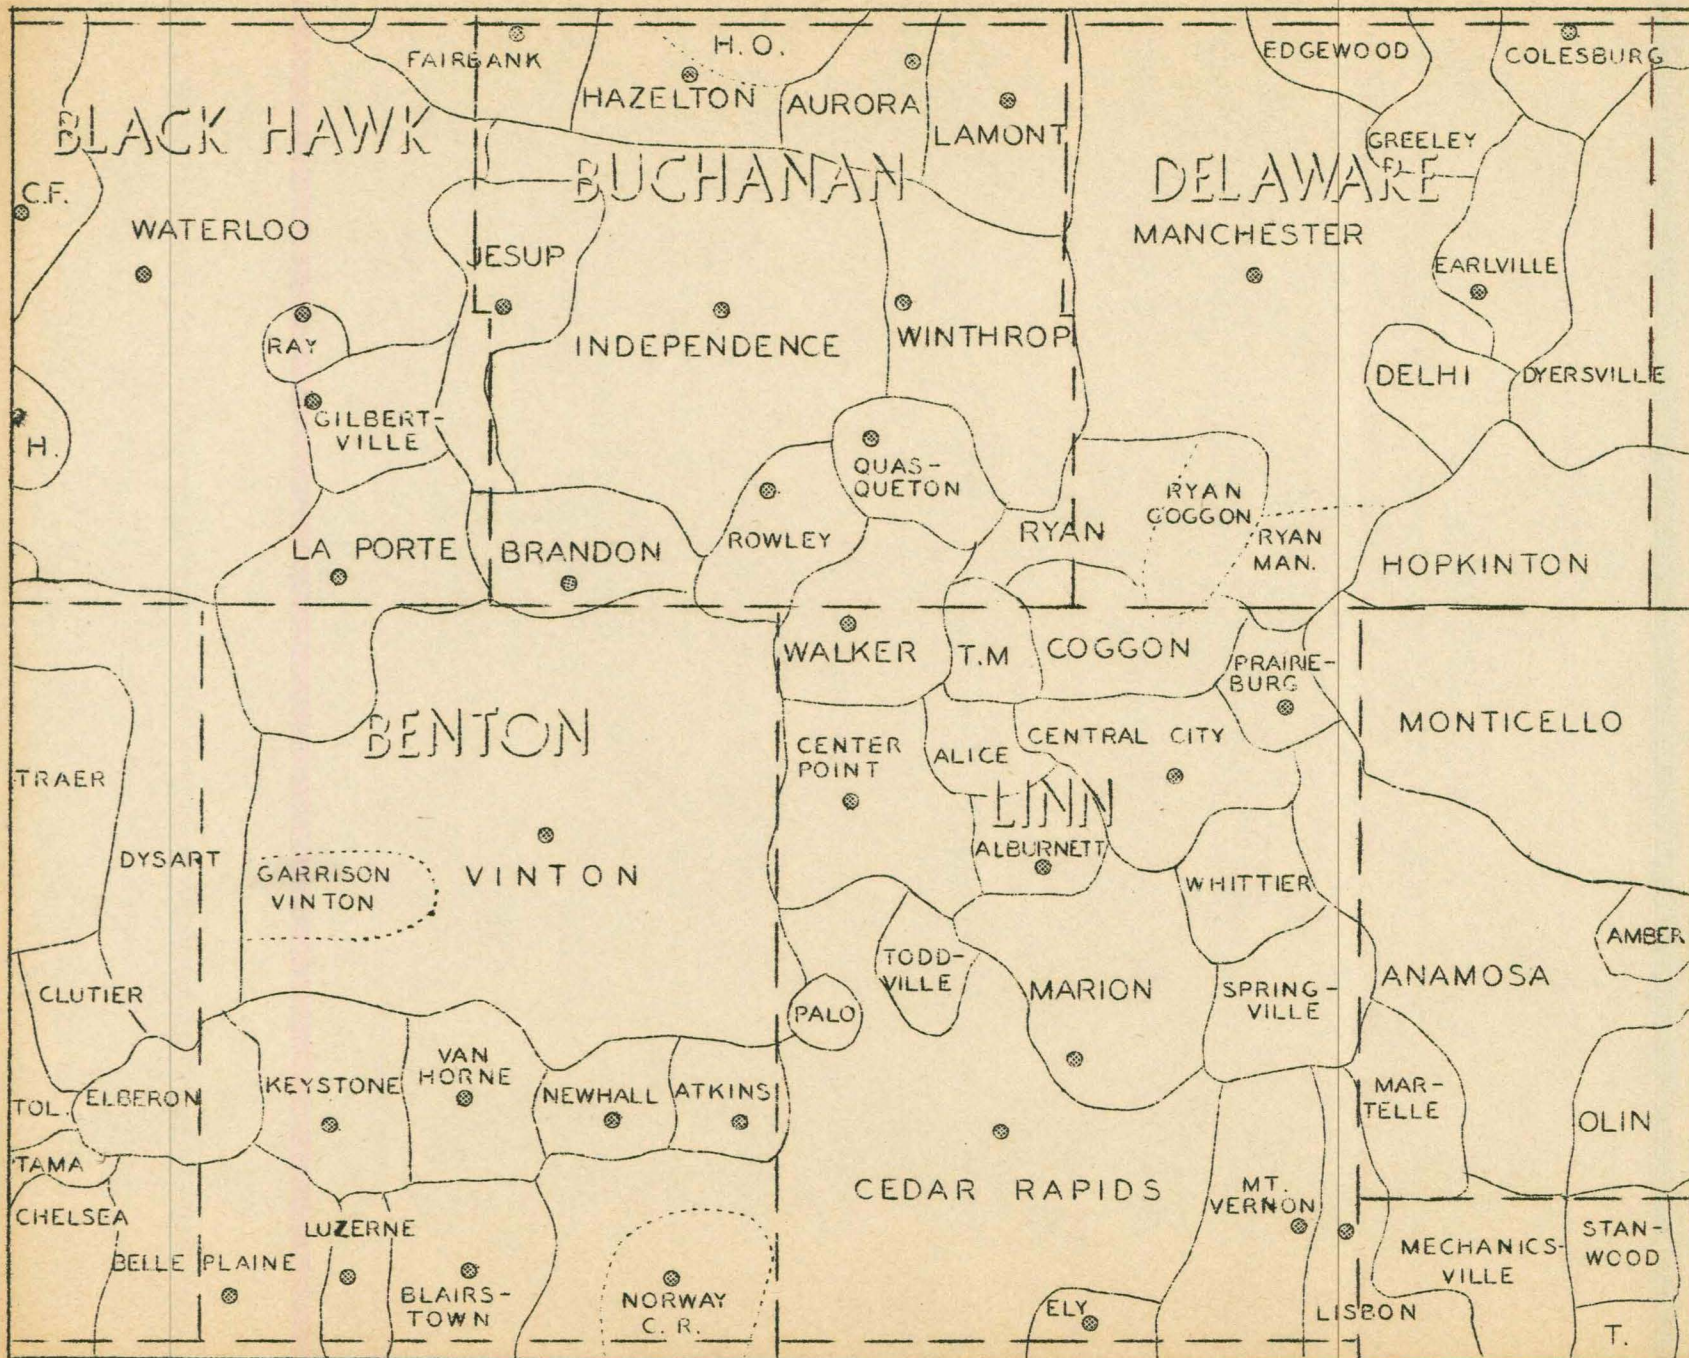 FAIRBANK
H.O.
HAZELTON
AURORA
LAMONT
EDGEWOOD
COLESBURG
BLACK HAWK
BUCHANAN
DELAWARE
GREELEY
C.F.
WATERLOO
JESUP
MANCHESTER
EARLVILLE
RAY
INDEPENDENCE
WINTHROP
DELHI
DYERSVILLE
GILBERT-
VILLE
H.
QUAS-
QUETON
RYAN
COGGON
LA PORTE
BRANDON
ROWLEY
RYAN
RYAN
MAN.
HOPKINTON
WALKER
T.M
COGGON
PRAIRIE-
BURG
BENTON
CENTER
POINT
ALICE
CENTRAL CITY
MONTICELLO
TRAER
LINN
ALBURNETT
DYSART
GARRISON
VINTON
VINTON
WHITTIER
AMBER
CLUTIER
TODD-
VILLE
PALO
MARION
SPRING-
VILLE
ANAMOSA
TOL.
ELBERON
KEYSTONE
VAN
HORNE
NEWHALL
ATKINS
MAR-
TELLE
OLIN
TAMA
CHELSEA
BELLE PLAINE
LUZERNE
BLAIRS-
TOWN
NORWAY
C. R.
CEDAR RAPIDS
MT.
VERNON
ELY
LISBON
MECHANICS-
VILLE
STAN-
WOOD
T.